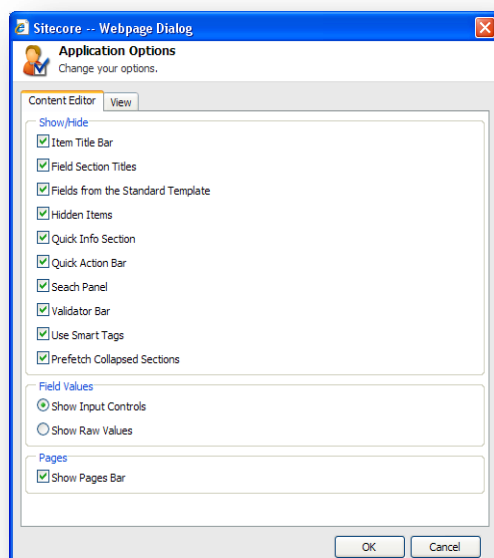 Sitecore -- Webpage Dialog
Application Options
Change your options.
Content Editor View
Show/Hide
Item Title Bar
Field Section Titles
Fields from the Standard Template
Hidden Items
Quick Info Section
Quick Action Bar
Seach Panel
Validator Bar
Use Smart Tags
Prefetch Collapsed Sections
Field Values
Show Input Controls
Show Raw Values
Pages
Show Pages Bar
OK Cancel